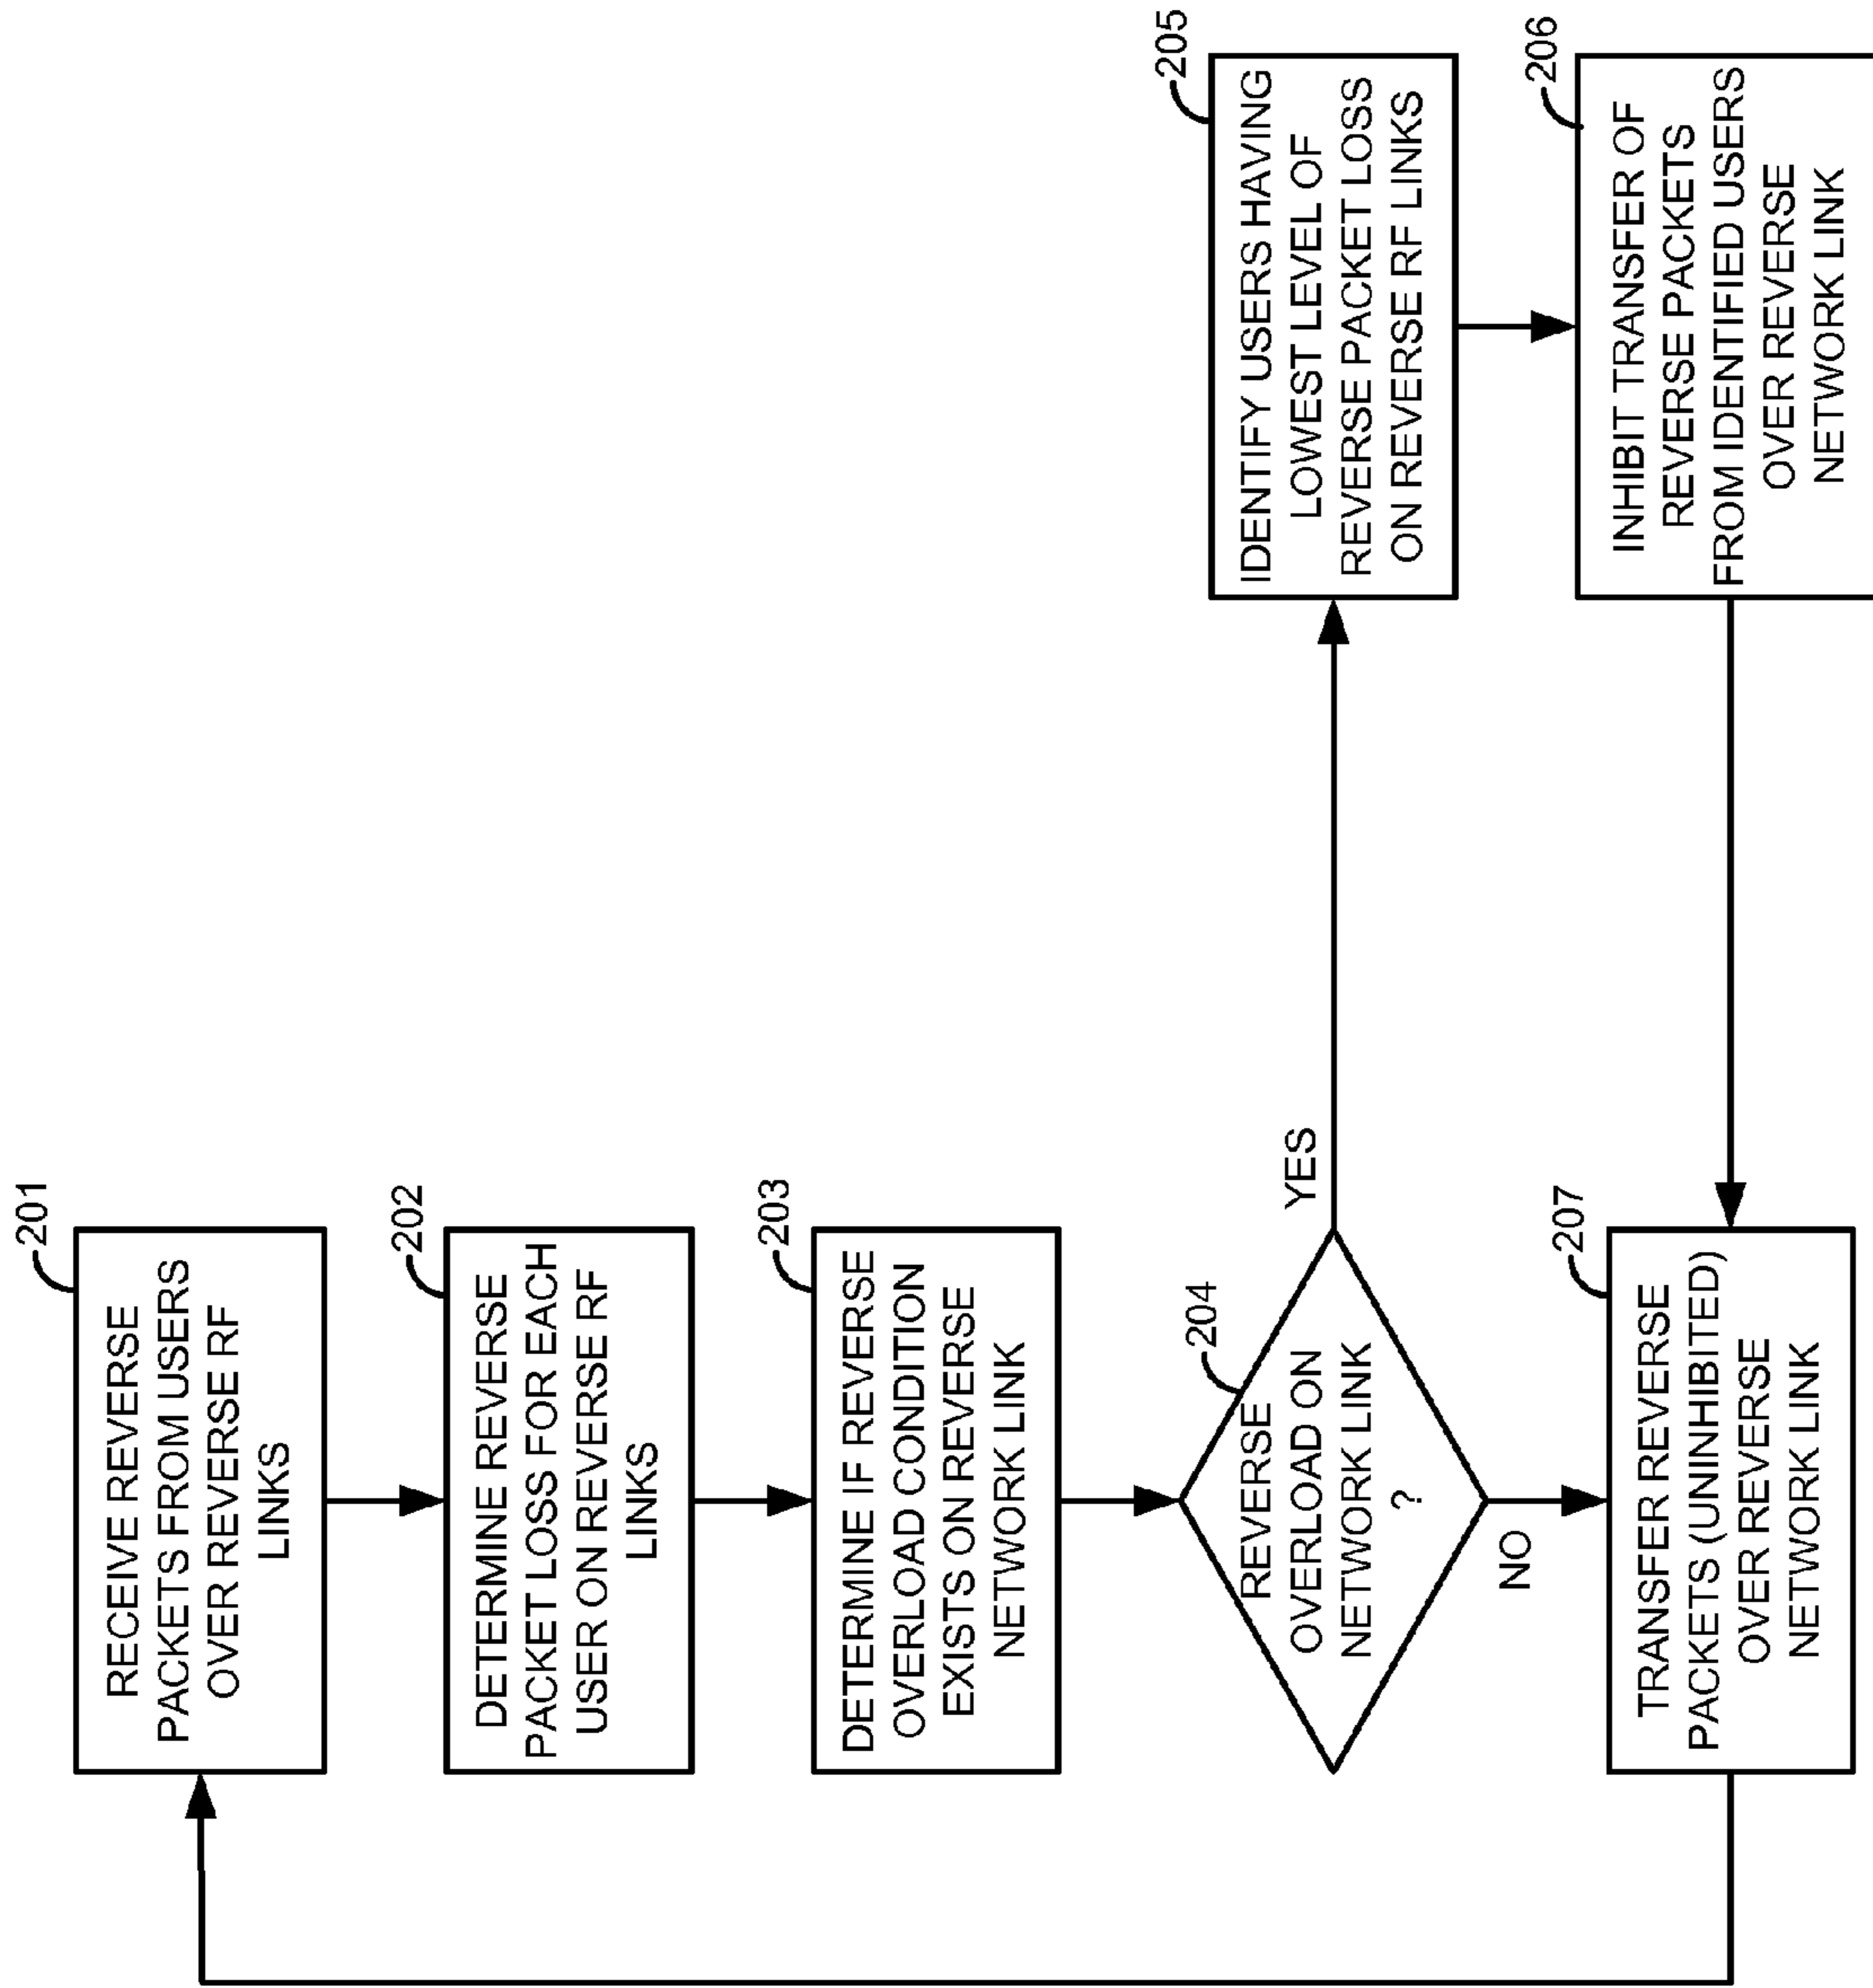 201
RECEIVE REVERSE
PACKETS FROM USERS
OVER REVERSE RF
LINKS
202
DETERMINE REVERSE
PACKET LOSS FOR EACH
USER ON REVERSE RF
LINKS
203
DETERMINE IF REVERSE
OVERLOAD CONDITION
EXISTS ON REVERSE
NETWORK LINK
204
REVERSE
OVERLOAD ON
NETWORK LINK
?
YES
NO
205
IDENTIFY USERS HAVING
LOWEST LEVEL OF
REVERSE PACKET LOSS
ON REVERSE RF LINKS
206
INHIBIT TRANSFER OF
REVERSE PACKETS
FROM IDENTIFIED USERS
OVER REVERSE
NETWORK LINK
207
TRANSFER REVERSE
PACKETS (UNINHIBITED)
OVER REVERSE
NETWORK LINK